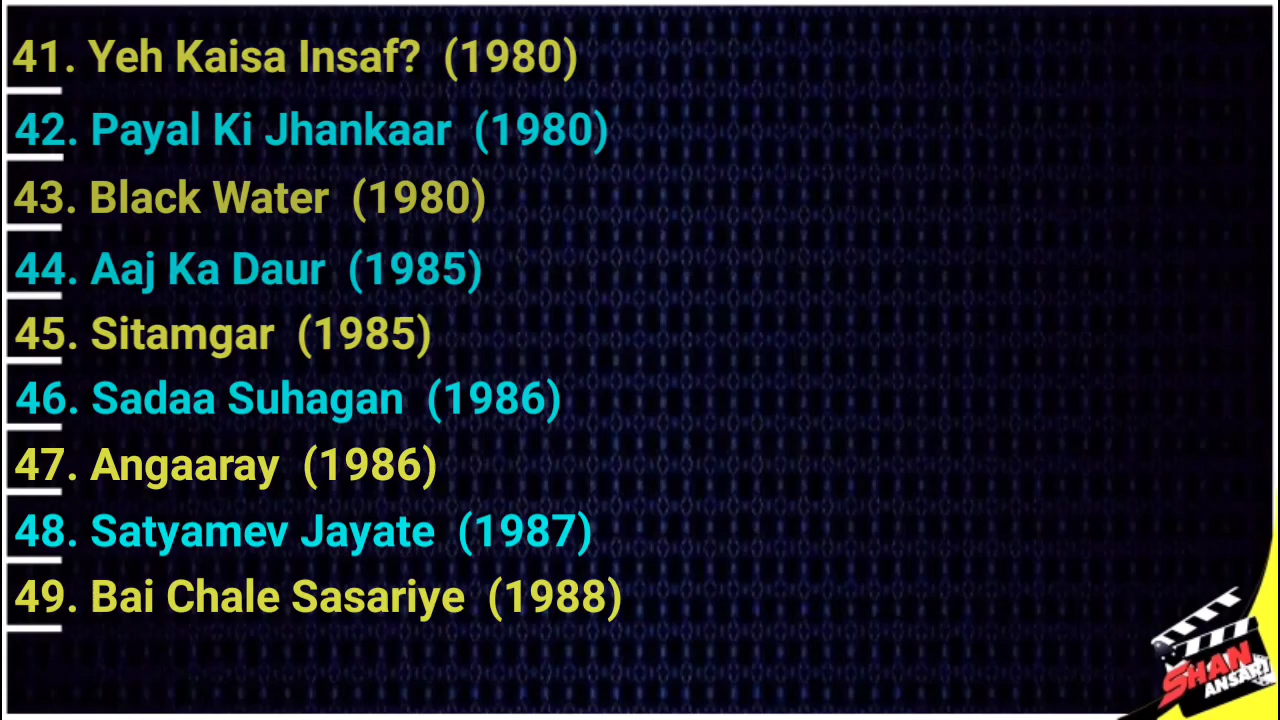 41. Yeh Kaisa Insaf? (1980)
42. Payal Ki Jhankaar (1980)
43. Black Water (1980)
44. Aaj Ka Daur (1985)
45. Sitamgar (1985)
46. Sadaa Suhagan (1986)
47. Angaaray (1986)
48. Satyamev Jayate (1987)
49. Bai Chale Sasariye (1988)
SHAN
ANSARI